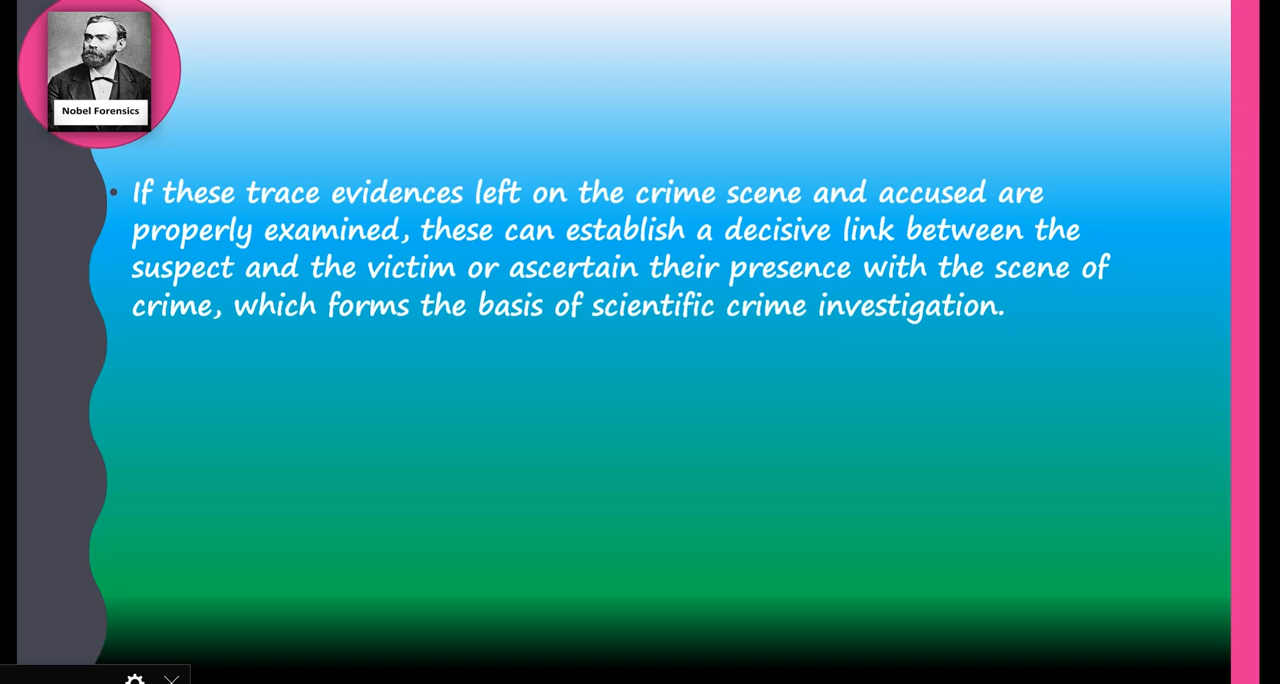 Nobel Forensics
• If these trace evidences left on the crime scene and accused are
properly examined, these can establish a decisive link between the
suspect and the victim or ascertain their presence with the scene of
crime, which forms the basis of scientific crime investigation.